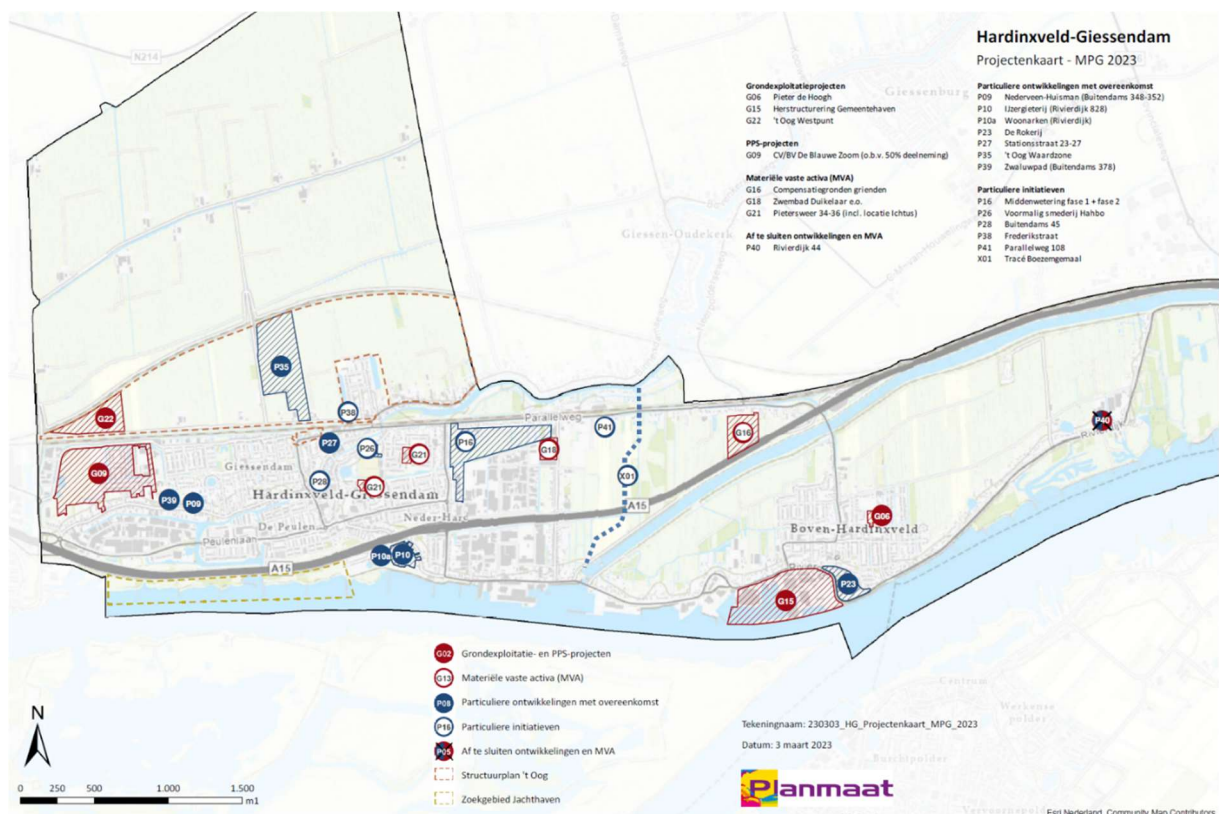 Hardinxveld-Giessendam
Projectenkaart - MPG 2023
Grondexploitatieprojecten
G06 Pieter de Hoogh
G15 Herstructurering Gemeentehaven
G22 't Oog Westpunt
PPS-projecten
G09 CV/BV De Blauwe Zoom (o.b.v. 50% deelneming)
Materiële vaste activa (MVA)
G16 Compensatiegronden grienden
G18 Zwembad Duikelaar e.o.
G21 Pietersweer 34-36 (incl. locatie Ichtus)
Af te sluiten ontwikkelingen en MVA
P40 Rivierdijk 44
Particuliere ontwikkelingen met overeenkomst
P09 Nederveen-Huisman (Buitendams 348-352)
P10 IJzergieterij (Rivierdijk 828)
P10a Woonarken (Rivierdijk)
P23 De Rokerij
P27 Stationsstraat 23-27
P35 't Oog Waardzone
P39 Zwaluwpad (Buitendams 378)
Particuliere initiatieven
P16 Middenwetering fase 1 + fase 2
P26 Voormalig smederij Hahbo
P28 Buitendams 45
P38 Frederikstraat
P41 Parallelweg 108
X01 Tracé Boezemgemaal
N214
Giessenburg
Giessen-Oudekerk
P35
G22
P38
Parallelweg
P41
G16
P40
P27
P26
P16
G18
G21
Giessendam
G09
P28
G21
X01
Hardinxveld-Giessendam
P39
P09
De Peulen
Neder-Hard
A15
G06
Boven-Hardinxveld
Peulenlaan
P10a
P10
A15
P23
G15
G02 Grondexploitatie- en PPS-projecten
G13 Materiële vaste activa (MVA)
P08 Particuliere ontwikkelingen met overeenkomst
P16 Particuliere initiatieven
P05 Af te sluiten ontwikkelingen en MVA
Structuurplan 't Oog
Zoekgebied Jachthaven
N
0 250 500 1.000 1.500
m1
Centrum
Werkense
polder
Tekeningnaam: 230303_HG_Projectenkaart_MPG_2023
Datum: 3 maart 2023
Planmaat
Esri Nederland, Community Map Contributors